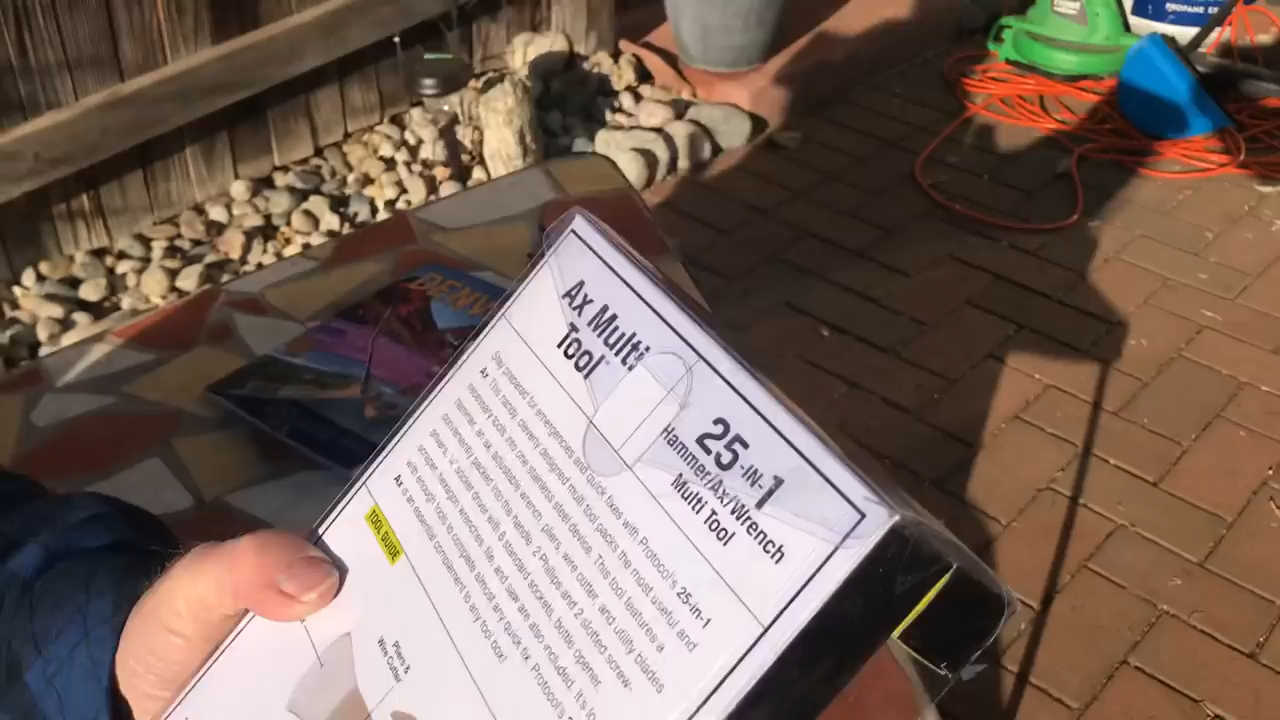 Ax Multi
Tool
25-IN-1
Hammer/Ax/Wrench
Multi Tool
Stay prepared for emergencies and quick fixes with Protocol's 25-in-1
Ax. This handy, cleverly designed multi tool packs the most useful and
necessary tools into one stainless steel device. This tool features a
hammer, an ax, adjustable wrench, pliers, wire cutter, and utility blades
conveniently packed into the handle. 2 Phillips and 2 slotted screw-
drivers, ¼" socket driver with 6 standard sockets, bottle opener,
scraper, hexagon wrenches, file and saw are also included. It's
with enough tools to complete almost any quick fix. Protocol's
Ax is an essential complement to any tool box!
TOOL GUIDE
Pliers &
Wire Cutter
DENV
PROPANE